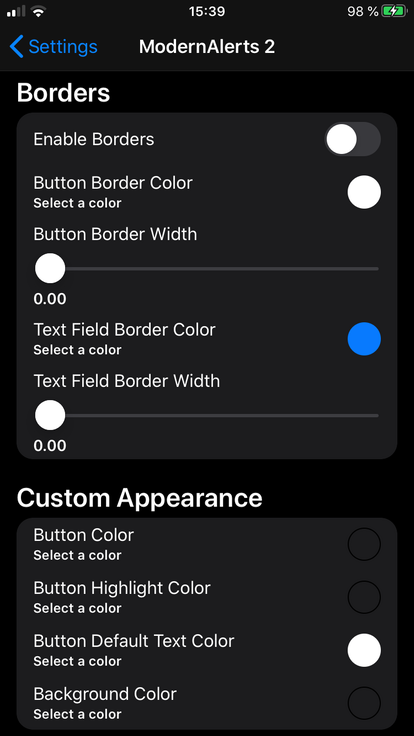 15:39
98 %
Settings
ModernAlerts 2
Borders
Enable Borders
Button Border Color
Select a color
Button Border Width
0.00
Text Field Border Color
Select a color
Text Field Border Width
0.00
Custom Appearance
Button Color
Select a color
Button Highlight Color
Select a color
Button Default Text Color
Select a color
Background Color
Select a color